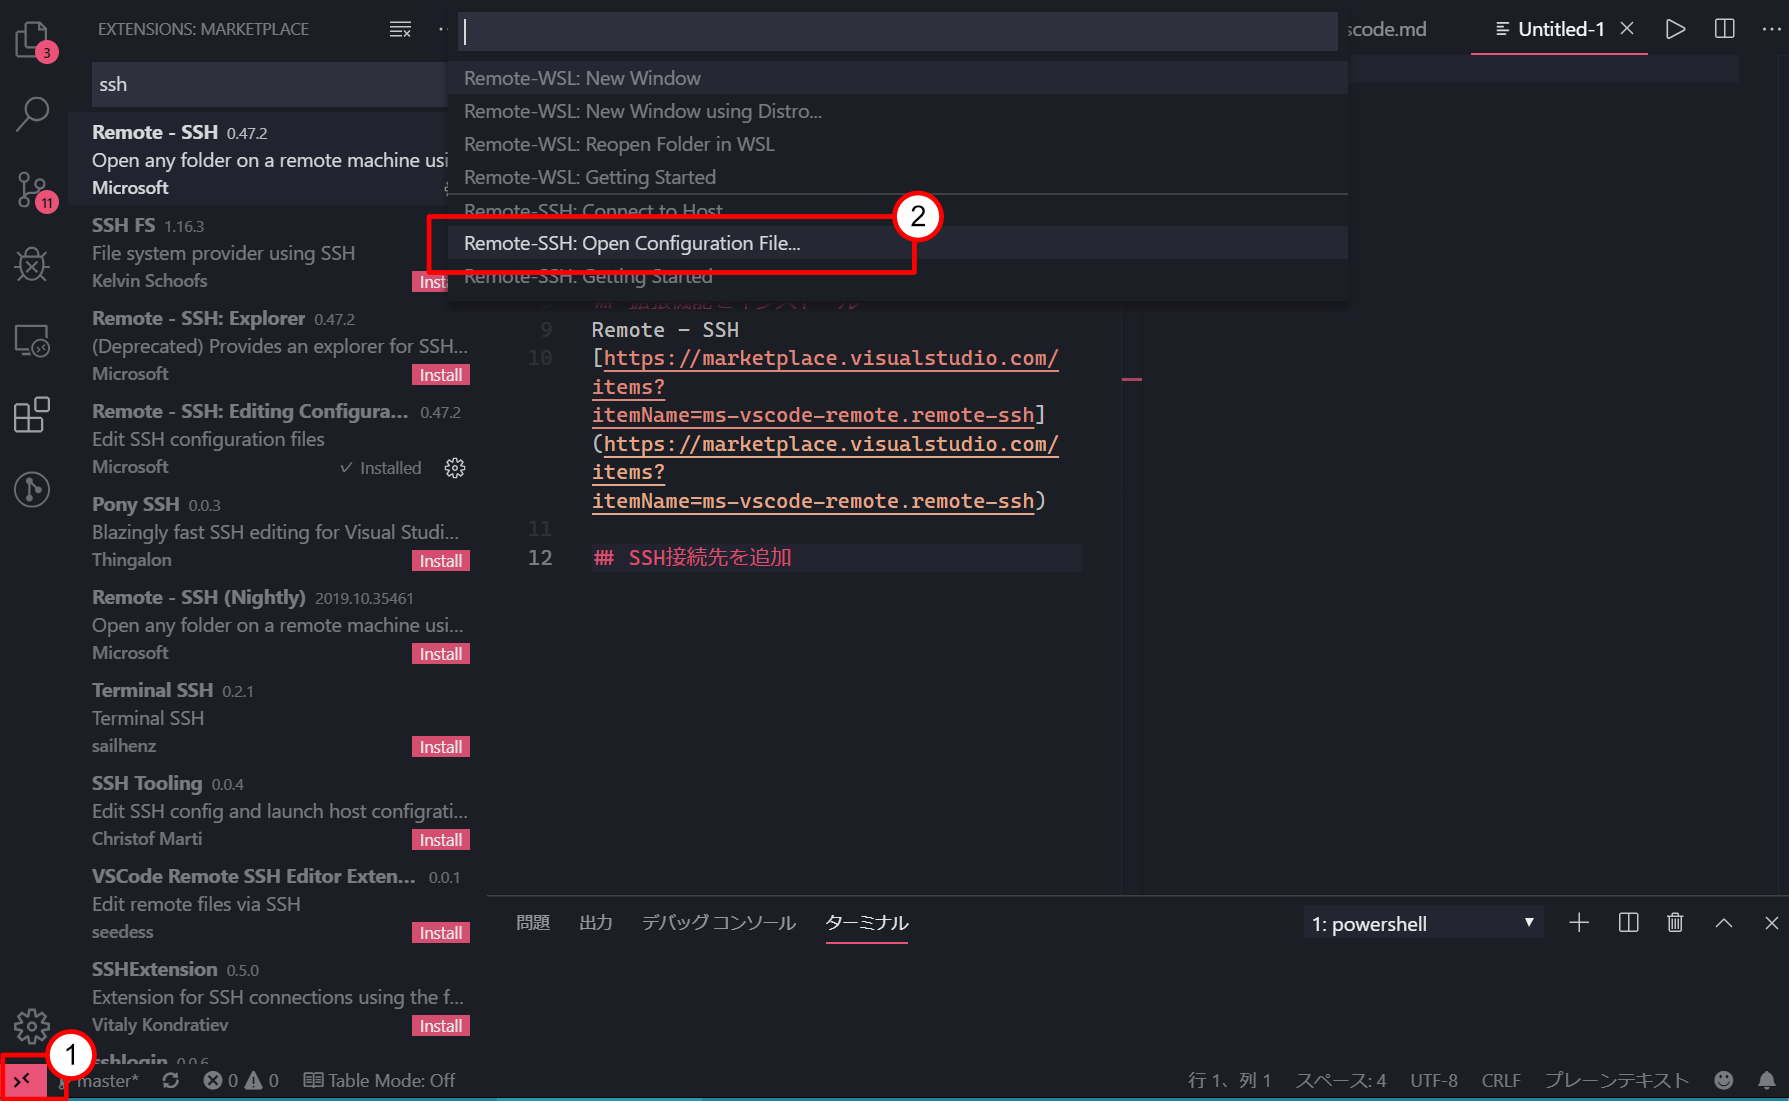 EXTENSIONS: MARKETPLACE
3
ssh
Remote - SSH 0.47.2
Open any folder on a remote machine usi
Microsoft
SSH FS 1.16.3
File system provider using SSH
Kelvin Schoofs
Remote - SSH: Explorer 0.47.2
(Deprecated) Provides an explorer for SSH...
Microsoft Install
Remote - SSH: Editing Configura... 0.47.2
Edit SSH configuration files
Microsoft ✓ Installed
Pony SSH 0.0.3
Blazingly fast SSH editing for Visual Studi...
Thingalon Install
Remote - SSH (Nightly) 2019.10.35461
Open any folder on a remote machine usi...
Microsoft Install
Terminal SSH 0.2.1
Terminal SSH
sailhenz Install
SSH Tooling 0.0.4
Edit SSH config and launch host configrati...
Christof Marti Install
VSCode Remote SSH Editor Exten... 0.0.1
Edit remote files via SSH
seedess Install
SSHExtension 0.5.0
Extension for SSH connections using the f...
Vitaly Kondratiev Install
sshlogin 0.0.6
11
1
Remote-WSL: New Window
Remote-WSL: New Window using Distro...
Remote-WSL: Reopen Folder in WSL
Remote-WSL: Getting Started
Remote-SSH: Connect to Host
Remote-SSH: Open Configuration File...
Remote-SSH: Getting Started
2
scode.md
Untitled-1
9 Remote - SSH
10 [https://marketplace.visualstudio.com/
items?
itemName=ms-vscode-remote.remote-ssh]
(https://marketplace.visualstudio.com/
items?
itemName=ms-vscode-remote.remote-ssh)
11
12 ## SSH接続先を追加
問題 出力 デバッグ コンソール ターミナル 1: powershell
master* 0 0 Table Mode: Off 行 1、列 1 スペース: 4 UTF-8 CRLF プレーンテキスト